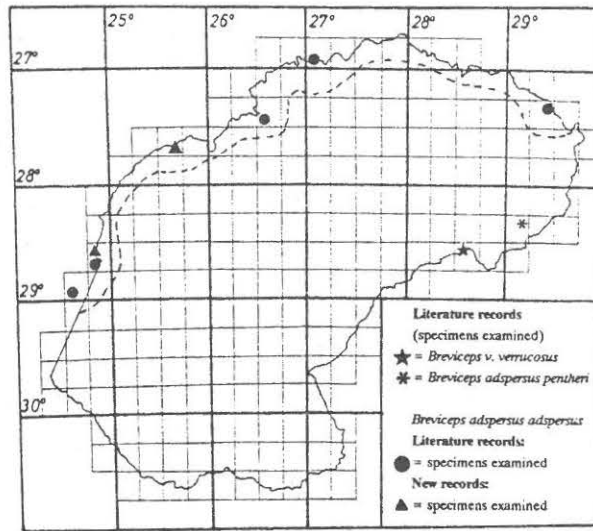 25° 26° 27° 28° 29°
27°
28°
29°
30°
Literature records
(specimens examined)
= Breviceps v. verrucosus
= Breviceps adspersus pentheri
Breviceps adspersus adspersus
Literature records:
= specimens examined
New records:
= specimens examined